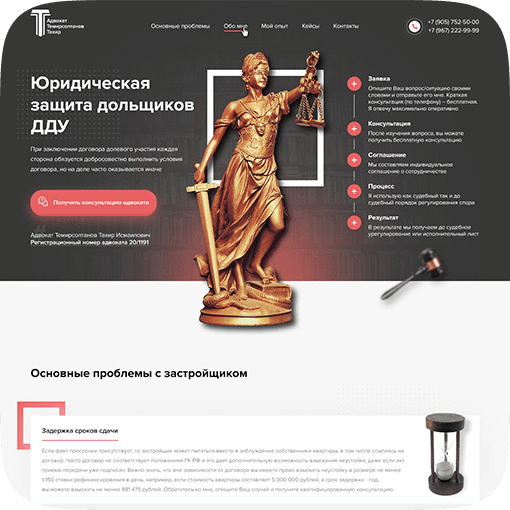 Адвокат
Темирсолтанов
Тахир
Основные проблемы
Обо мне
Мой опыт
Кейсы
Контакты
+7 (905) 752-50-00
+7 (967) 222-99-99
Юридическая
защита дольщиков
ДДУ
При заключении договора долевого участия каждая
сторона обязуется добросовестно выполнить условия
договора, но на деле часто оказывается иначе
Получить консультацию адвоката
Адвокат Темирсолтанов Тахир Исмаилович
Регистрационный номер адвоката 20/1191
Заявка
Опишите Ваш вопрос/ситуацию своими
словами и отправьте его мне. Краткая
консультация (по телефону) – бесплатная.
Я отвечу максимально оперативно
Консультация
После изучения вопроса, вы можете
получить бесплатную консультацию
Соглашение
Мы составляем индивидуальное
соглашение о сотрудничестве
Процесс
Я использую как судебный так и до
судебный порядок регулирования спора
Результат
В результате мы получаем до судебное
урегулирование или исполнительный лист
Основные проблемы с застройщиком
Задержка сроков сдачи
Если факт просрочки присутствует, то застройщик может пытаться ввести в заблуждение собственника квартиры, в том числе ссылаясь на
договор. Часто договор не соответствует положениям ГК РФ и это дает дополнительную возможность взыскания неустойки, даже если акт
приема передачи уже подписан. Важно знать, что вне зависимости от договора вы имеете право взыскать неустойку в размере не менее
1/150 ставки рефинансирования в день, например, если стоимость квартиры составляет 5 000 000 рублей, а срок задержки - год,
вы можете взыскать не менее 881 475 рублей. Обратитесь ко мне, опишите Ваш случай и получите квалифицированную консультацию